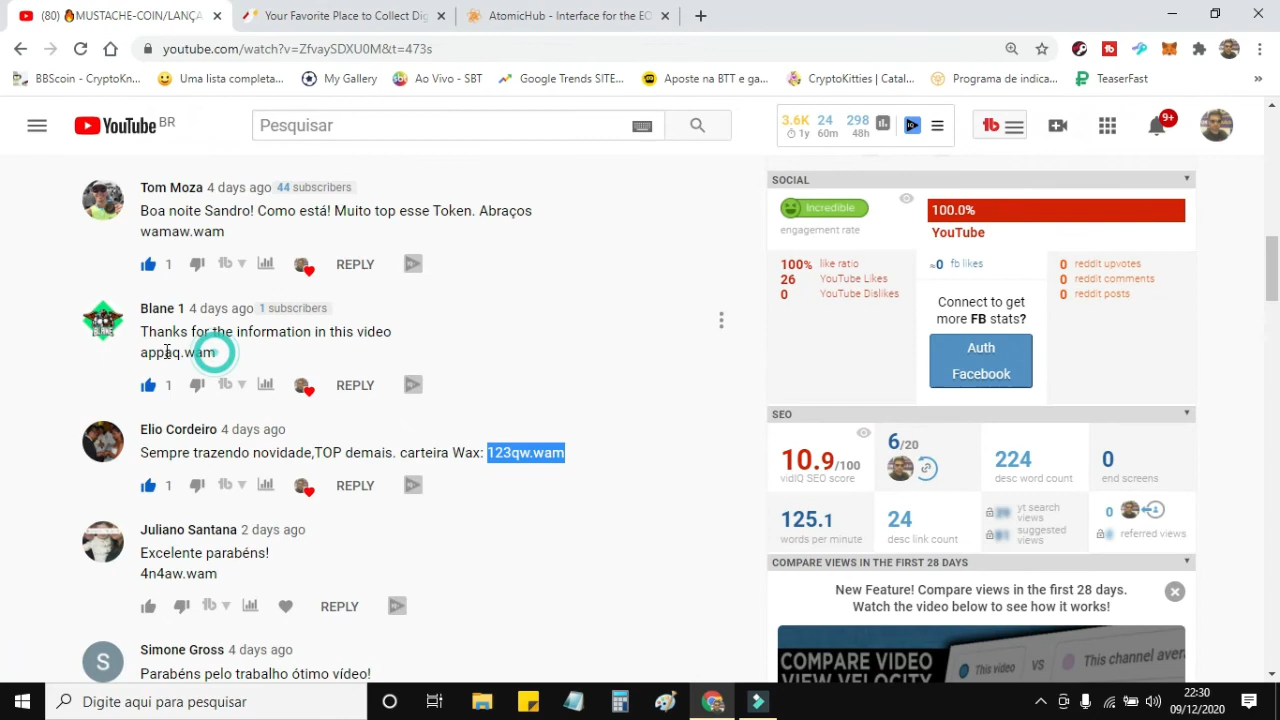 (80) 🔥MUSTACHE-COIN/LANÇA
Your Favorite Place to Collect Dig
AtomicHub - Interface for the EO
youtube.com/watch?v=ZfvaySDXU0M&t=473s
BBScoin - CryptoKn...
Uma lista completa...
My Gallery
Ao Vivo - SBT
Google Trends SITE...
Aposte na BTT e ga...
CryptoKitties | Catal...
Programa de indica...
TeaserFast
»
YouTube BR
Pesquisar
3.6K 24 298
1y 60m 48h
9+
Tom Moza 4 days ago 44 subscribers
Boa noite Sandro! Como está! Muito top esse Token. Abraços
wamaw.wam
1 REPLY
Blane 1 4 days ago 1 subscribers
Thanks for the information in this video
1 REPLY
Elio Cordeiro 4 days ago
Sempre trazendo novidade,TOP demais. carteira Wax: 123qw.wam
1 REPLY
Juliano Santana 2 days ago
Excelente parabéns!
4n4aw.wam
REPLY
S
Simone Gross 4 days ago
Parabéns pelo trabalho ótimo vídeo!
SOCIAL
Incredible
engagement rate
100.0%
YouTube
100% like ratio
26 YouTube Likes
0 YouTube Dislikes
≈0 fb likes
Connect to get
more FB stats?
Auth
Facebook
0 reddit upvotes
0 reddit comments
0 reddit posts
SEO
10.9/100
vidIQ SEO score
6/20
224
desc word count
0
end screens
125.1
words per minute
24
desc link count
yt search
views
suggested
views
0
referred views
COMPARE VIEWS IN THE FIRST 28 DAYS
New Feature! Compare views in the first 28 days.
Watch the video below to see how it works!
COMPARE VIDEO
VIEW VELOCITY
This video VS This channel aver
Digite aqui para pesquisar
22:30
09/12/2020